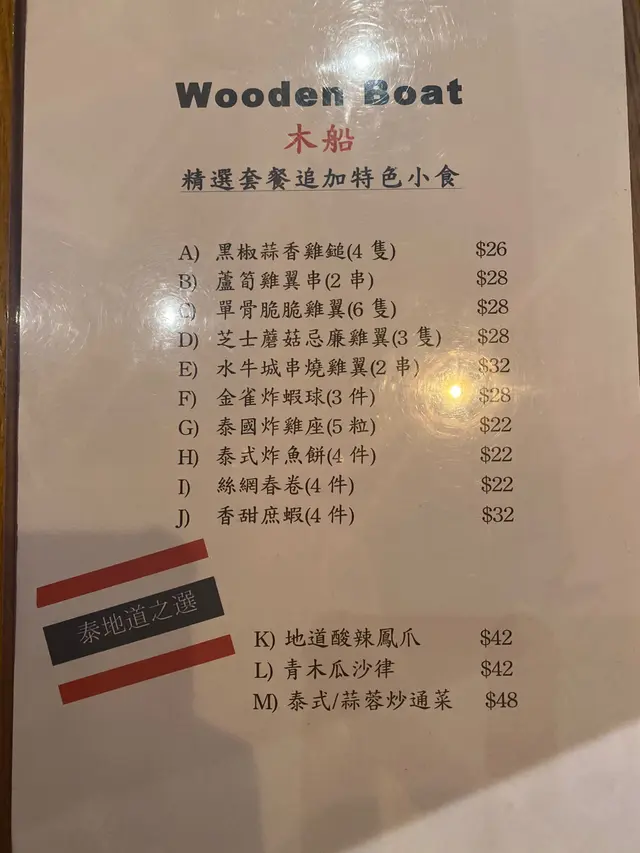 Wooden Boat
木船
精選套餐追加特色小食
A) 黑椒蒜香雞鎚(4 隻) $26
B) 蘆筍雞翼串(2 串) $28
C) 單骨脆脆雞翼(6 隻) $28
D) 芝士蘑菇忌廉雞翼(3 隻) $28
E) 水牛城串燒雞翼(2 串) $32
F) 金雀炸蝦球(3 件) $28
G) 泰國炸雞座(5 粒) $22
H) 泰式炸魚餅(4 件) $22
I) 絲網春卷(4 件) $22
J) 香甜庶蝦(4 件) $32
泰地道之選
K) 地道酸辣鳳爪 $42
L) 青木瓜沙律 $42
M) 泰式/蒜蓉炒通菜 $48